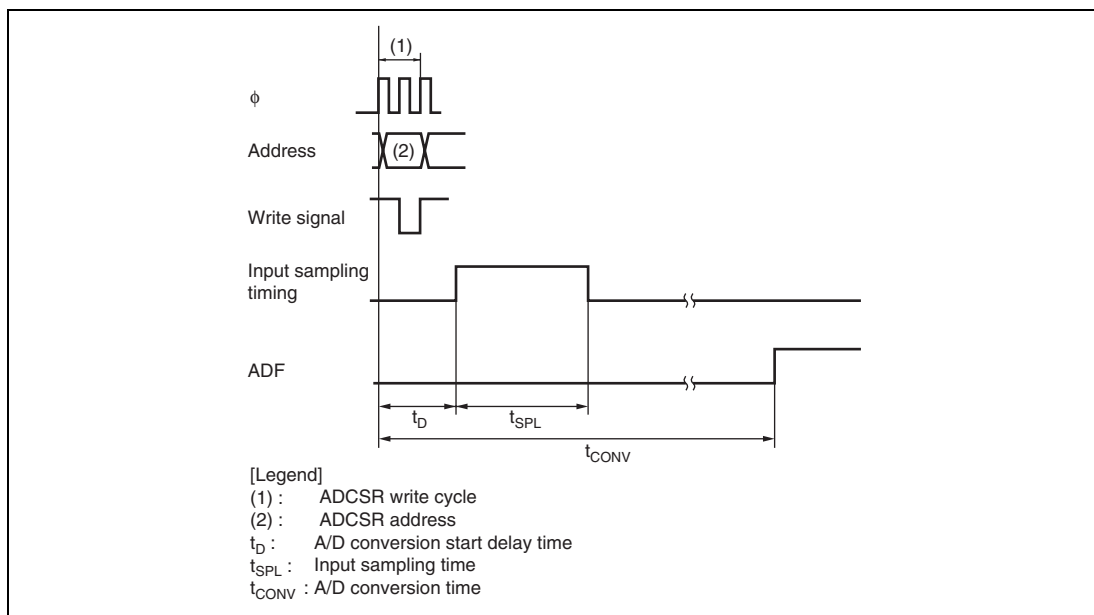 (1)
ϕ
Address
(2)
Write signal
Input sampling
timing
ADF
tD
tSPL
tCONV
[Legend]
(1) : ADCSR write cycle
(2) : ADCSR address
tD : A/D conversion start delay time
tSPL : Input sampling time
tCONV : A/D conversion time